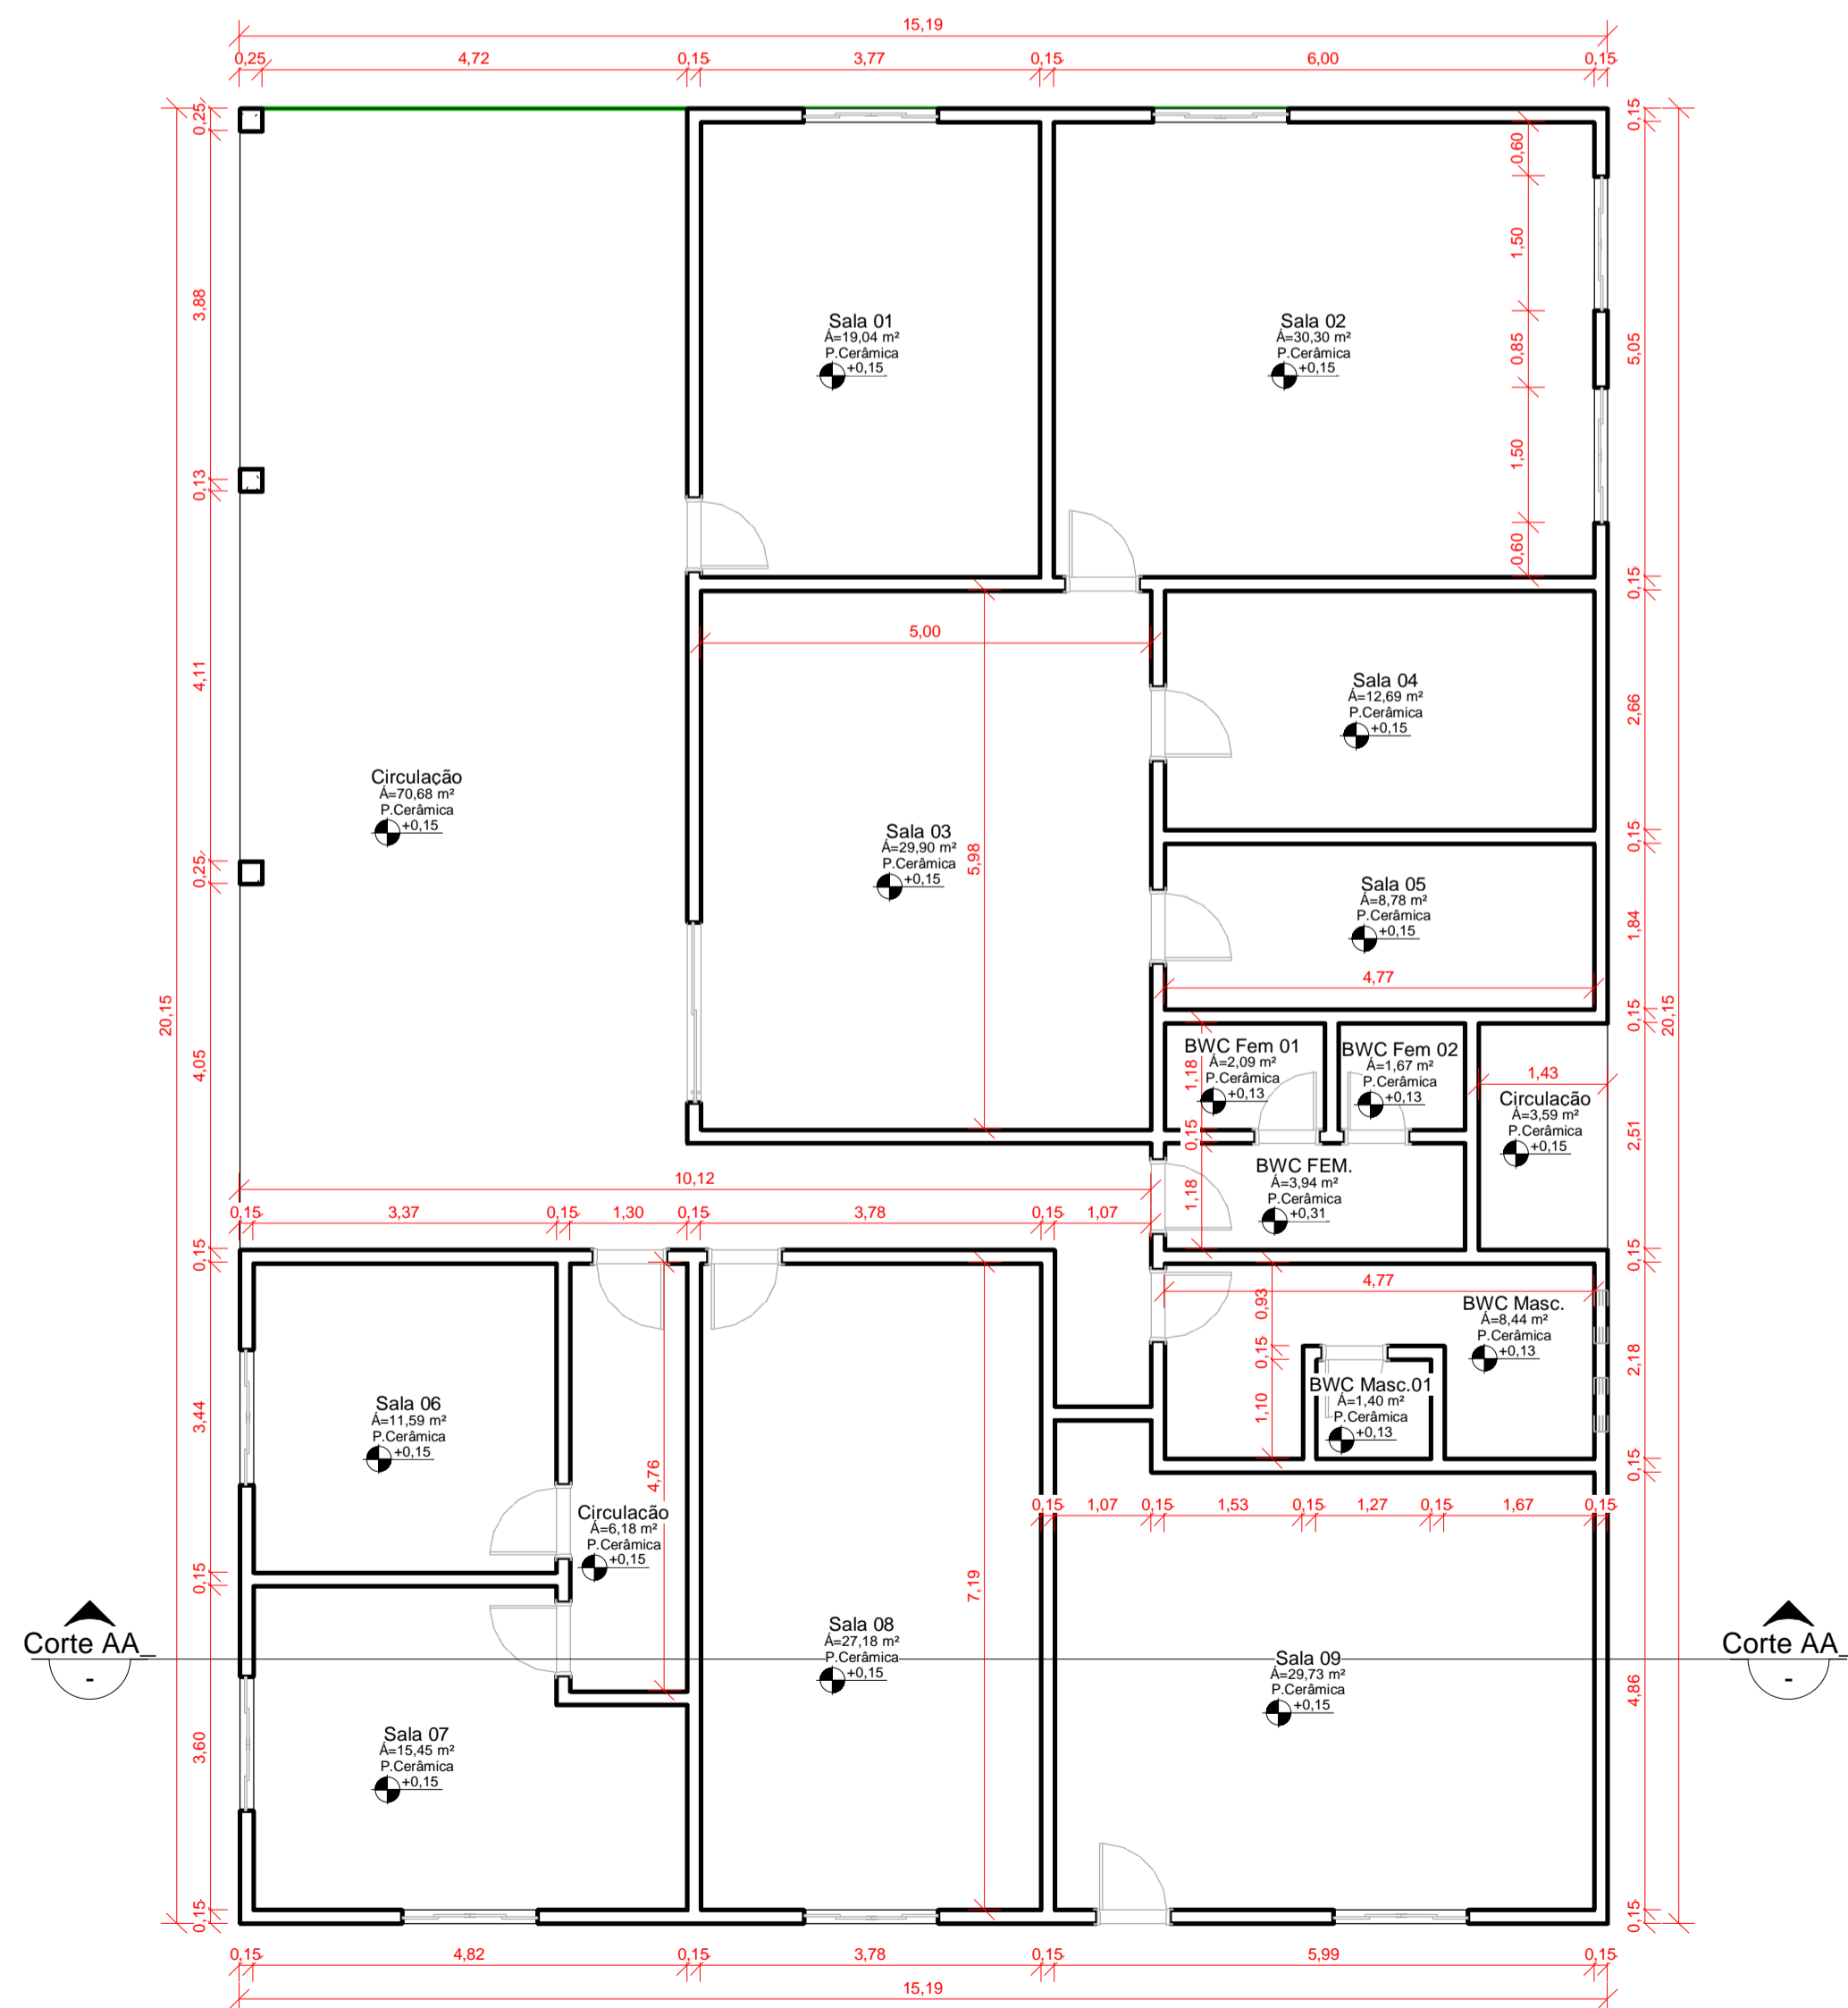 15,19
0,25 4,72 0,15 3,77 0,15 6,00 0,15
0,25
3,88
0,13
4,11
0,25
4,05
20,15
0,15
3,44
0,15
3,60
0,15
Sala 01
Á=19,04 m²
P.Cerâmica
+0,15
Sala 02
Á=30,30 m²
P.Cerâmica
+0,15
0,60
1,50
0,85
1,50
0,60
0,15
5,05
0,15
2,66
0,15
1,84
0,15
20,15
2,51
0,15
2,18
0,15
4,86
0,15
5,00
5,98
Sala 04
Á=12,69 m²
P.Cerâmica
+0,15
Circulação
Á=70,68 m²
P.Cerâmica
+0,15
Sala 03
Á=29,90 m²
P.Cerâmica
+0,15
Sala 05
Á=8,78 m²
P.Cerâmica
+0,15
4,77
BWC Fem 01
Á=2,09 m²
P.Cerâmica
+0,13
BWC Fem 02
Á=1,67 m²
P.Cerâmica
+0,13
1,43
Circulacão
Á=3,59 m²
P.Cerâmica
+0,15
1,18
0,15
1,18
BWC FEM.
Á=3,94 m²
P.Cerâmica
+0,31
10,12
0,15 3,37 0,15 1,30 0,15 3,78 0,15 1,07
4,77
0,93
0,15
1,10
BWC Masc.
Á=8,44 m²
P.Cerâmica
+0,13
BWC Masc.01
Á=1,40 m²
P.Cerâmica
+0,13
Sala 06
Á=11,59 m²
P.Cerâmica
+0,15
4,76
Circulacão
Á=6,18 m²
P.Cerâmica
+0,15
0,15 1,07 0,15 1,53 0,15 1,27 0,15 1,67 0,15
7,19
Sala 08
Á=27,18 m²
P.Cerâmica
+0,15
Sala 09
Á=29,73 m²
P.Cerâmica
+0,15
Corte AA_
-
Corte AA_
-
Sala 07
Á=15,45 m²
P.Cerâmica
+0,15
0,15 4,82 0,15 3,78 0,15 5,99 0,15
15,19